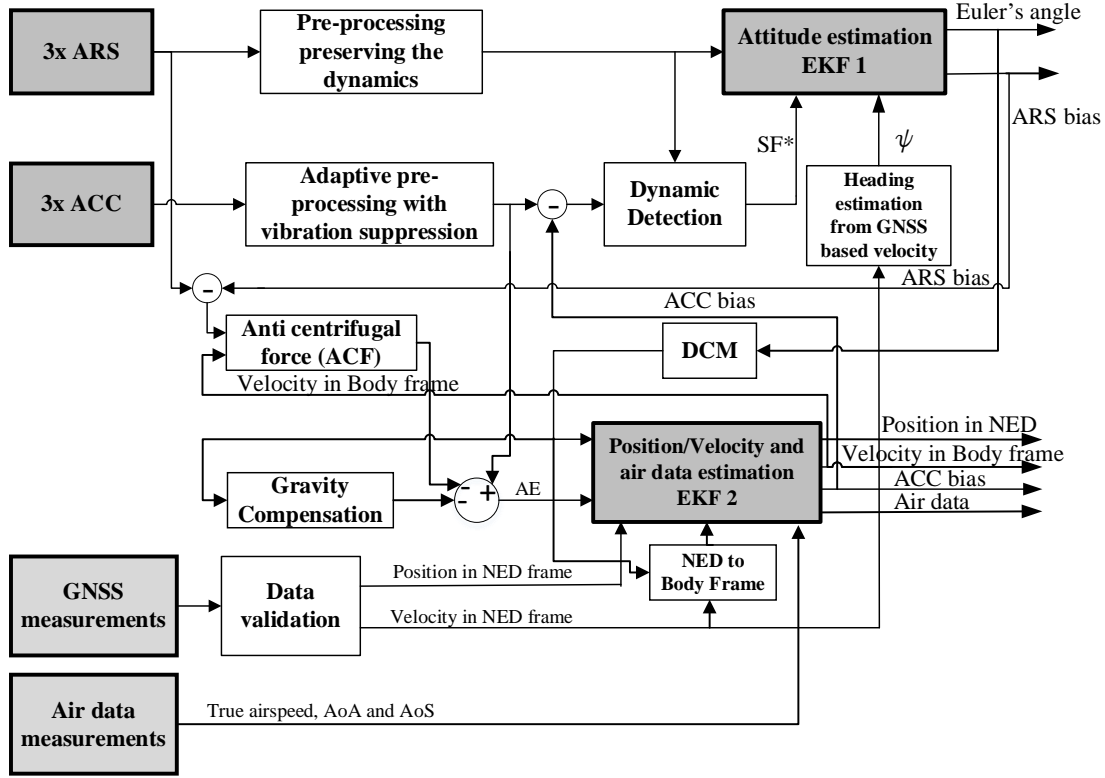 Euler's angle
3x ARS
Pre-processing
preserving the
dynamics
Attitude estimation
EKF 1
ARS bias
SF*
ψ
3x ACC
Adaptive pre-
processing with
vibration suppression
-
Dynamic
Detection
Heading
estimation
from GNSS
based velocity
ARS bias
-
ACC bias
Anti centrifugal
force (ACF)
DCM
Velocity in Body frame
Position/Velocity and
air data estimation
EKF 2
Position in NED
Velocity in Body frame
ACC bias
Air data
Gravity
Compensation
- +
-
AE
NED to
Body Frame
GNSS
measurements
Data
validation
Position in NED frame
Velocity in NED frame
Air data
measurements
True airspeed, AoA and AoS